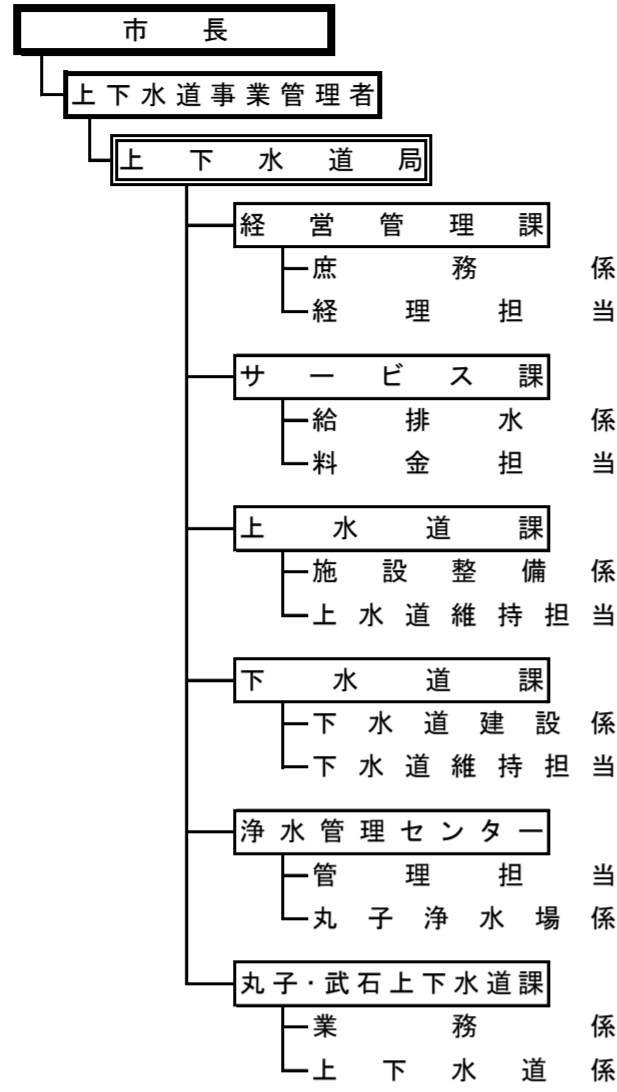 市長
上下水道事業管理者
上下水道局
経営管理課
庶務係
経理担当
サービス課
給排水係
料金担当
上水道課
施設整備係
上水道維持担当
下水道課
下水道建設係
下水道維持担当
浄水管理センター
管理担当
丸子浄水場係
丸子・武石上下水道課
業務係
上下水道係